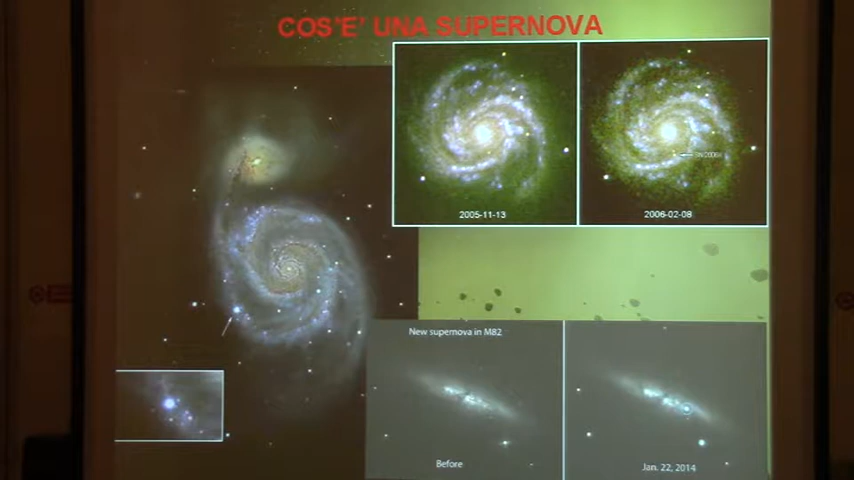 COS'E' UNA SUPERNOVA
2005-11-13
2006-02-08
New supernova in M82
Before
Jan. 22, 2014